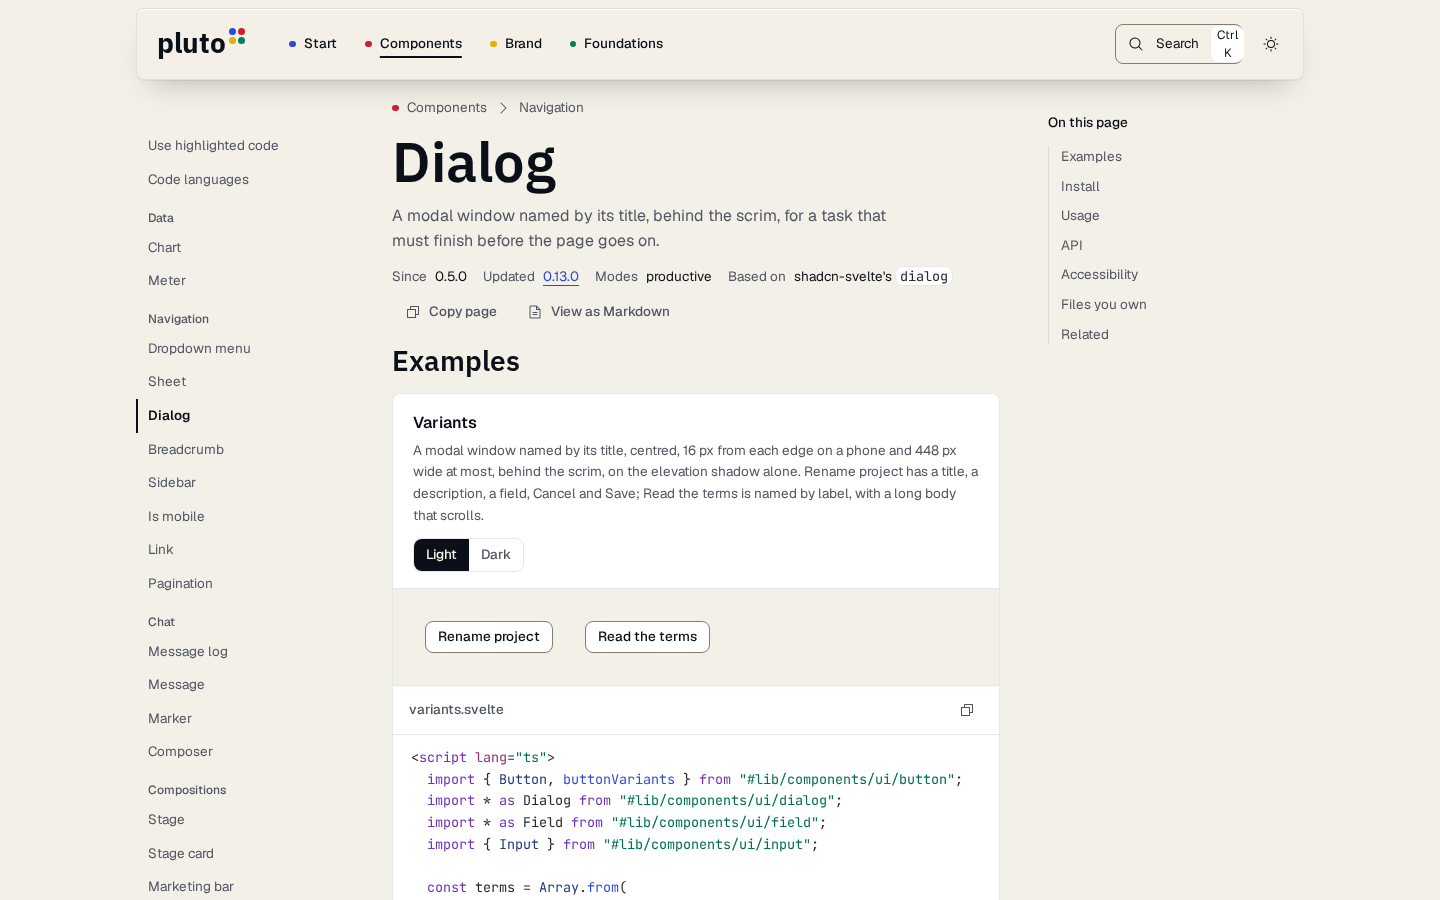 pluto
Start
Components
Brand
Foundations
Search
Ctrl
K
Use highlighted code
Code languages
Data
Chart
Meter
Navigation
Dropdown menu
Sheet
Dialog
Breadcrumb
Sidebar
Is mobile
Link
Pagination
Chat
Message log
Message
Marker
Composer
Compositions
Stage
Stage card
Marketing bar
Components
Navigation
Dialog
A modal window named by its title, behind the scrim, for a task that
must finish before the page goes on.
Since 0.5.0 Updated 0.13.0 Modes productive Based on shadcn-svelte's dialog
Copy page
View as Markdown
Examples
Variants
A modal window named by its title, centred, 16 px from each edge on a phone and 448 px
wide at most, behind the scrim, on the elevation shadow alone. Rename project has a title, a
description, a field, Cancel and Save; Read the terms is named by label, with a long body
that scrolls.
Light
Dark
Rename project
Read the terms
variants.svelte
<script lang="ts">
import { Button, buttonVariants } from "#lib/components/ui/button";
import * as Dialog from "#lib/components/ui/dialog";
import * as Field from "#lib/components/ui/field";
import { Input } from "#lib/components/ui/input";
const terms = Array.from(
On this page
Examples
Install
Usage
API
Accessibility
Files you own
Related